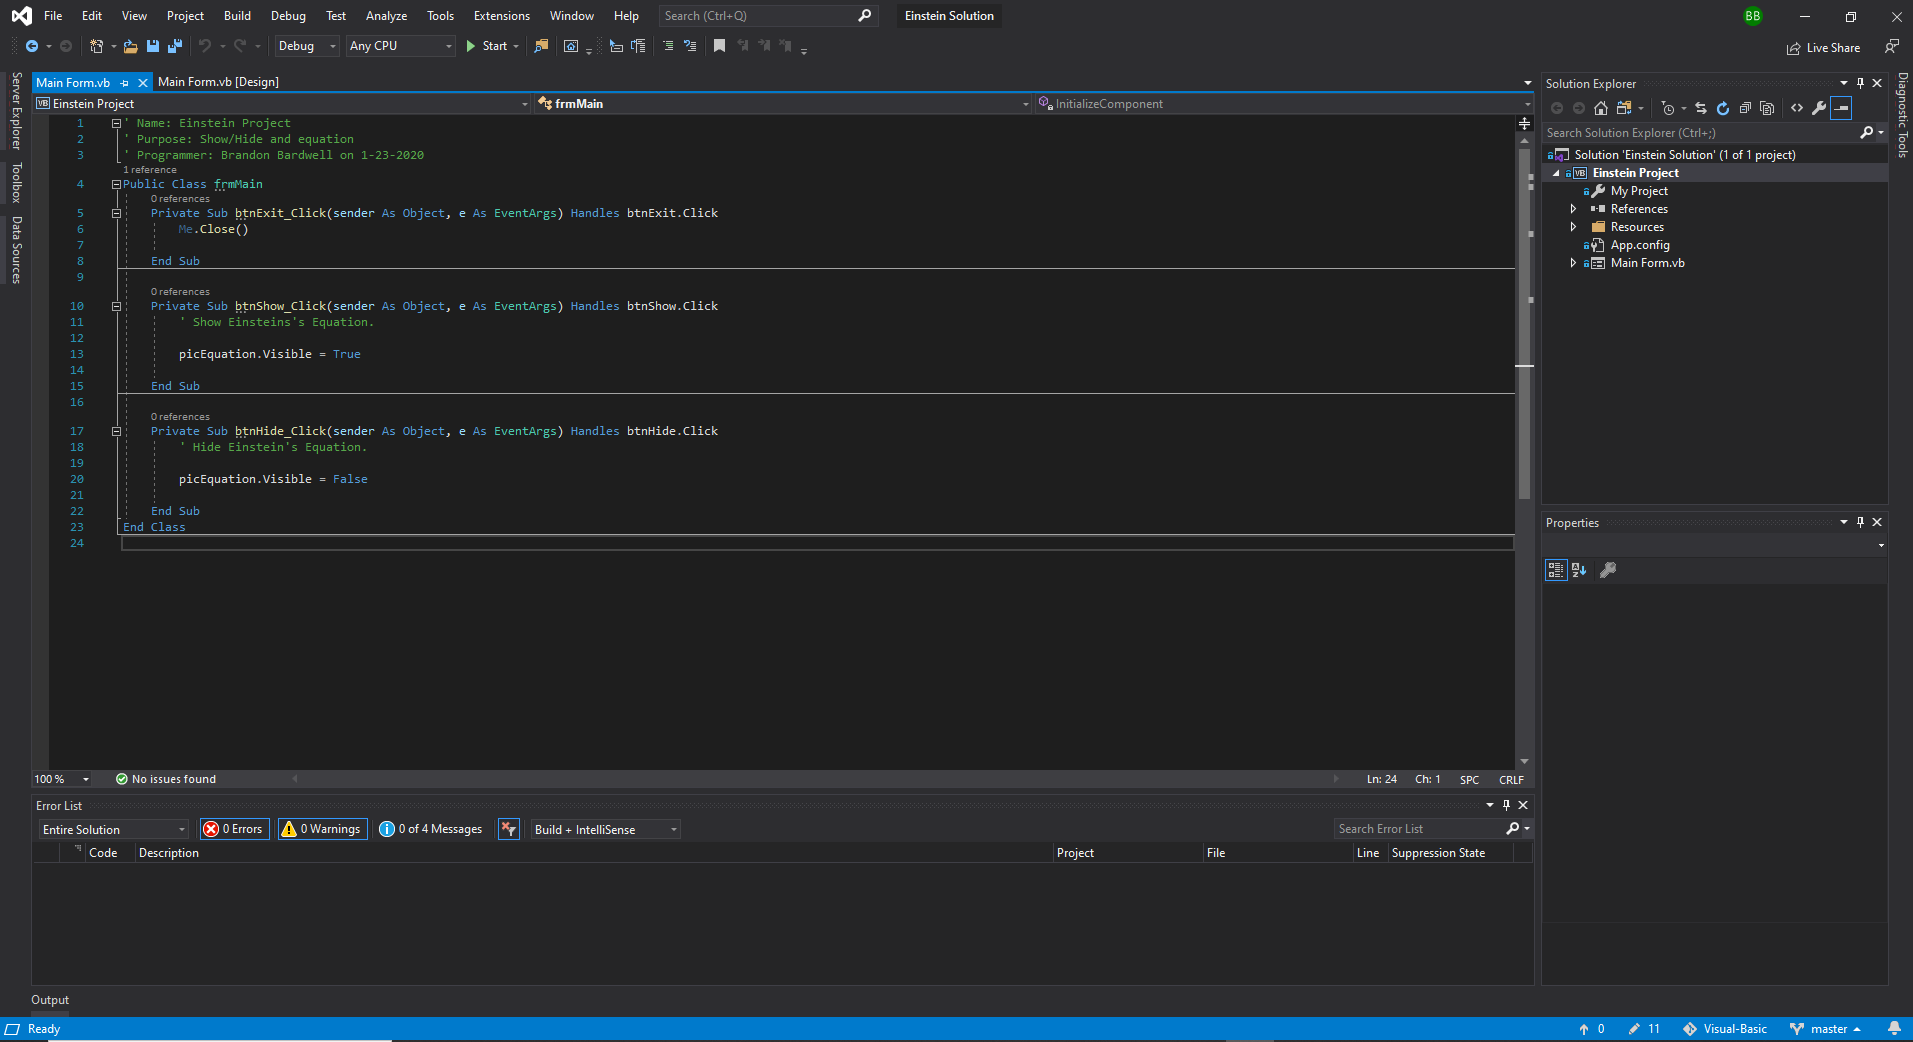 File Edit View Project Build Debug Test Analyze Tools Extensions Window Help Search (Ctrl+Q) Einstein Solution BB
Debug Any CPU Start Live Share
Server Explorer
Toolbox
Data Sources
Main Form.vb Main Form.vb [Design]
VB Einstein Project frmMain InitializeComponent
1 ' Name: Einstein Project
2 ' Purpose: Show/Hide and equation
3 ' Programmer: Brandon Bardwell on 1-23-2020
1 reference
4 Public Class frmMain
0 references
5 Private Sub btnExit_Click(sender As Object, e As EventArgs) Handles btnExit.Click
6 Me.Close()
7
8 End Sub
9
0 references
10 Private Sub btnShow_Click(sender As Object, e As EventArgs) Handles btnShow.Click
11 ' Show Einsteins's Equation.
12
13 picEquation.Visible = True
14
15 End Sub
16
0 references
17 Private Sub btnHide_Click(sender As Object, e As EventArgs) Handles btnHide.Click
18 ' Hide Einstein's Equation.
19
20 picEquation.Visible = False
21
22 End Sub
23 End Class
24
100 % No issues found Ln: 24 Ch: 1 SPC CRLF
Error List
Entire Solution 0 Errors 0 Warnings 0 of 4 Messages Build + IntelliSense Search Error List
Code Description Project File Line Suppression State
Output
Solution Explorer
Search Solution Explorer (Ctrl+;)
Solution 'Einstein Solution' (1 of 1 project)
VB Einstein Project
My Project
References
Resources
App.config
Main Form.vb
Properties
Diagnostic Tools
Ready 0 11 Visual-Basic master